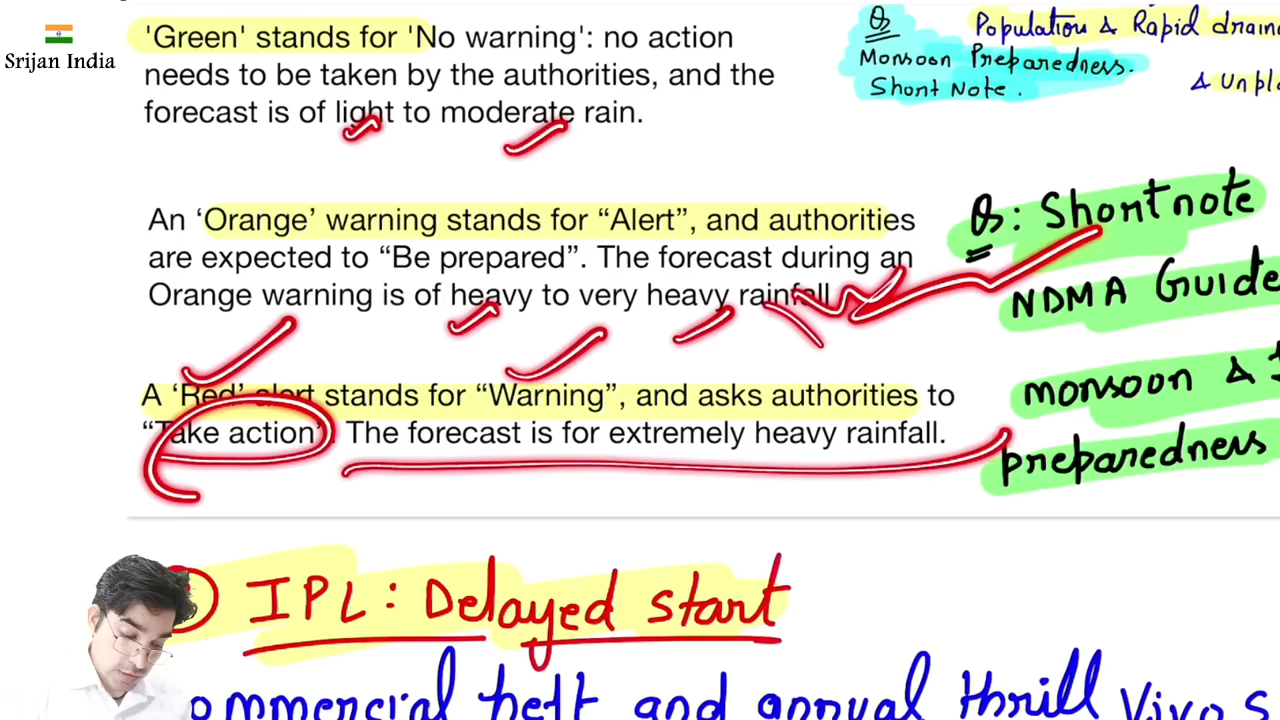 Srijan India
'Green' stands for 'No warning': no action
needs to be taken by the authorities, and the
forecast is of light to moderate rain.
Q
Monsoon Preparedness.
Short Note.
Population & Rapid
&
An ‘Orange’ warning stands for “Alert”, and authorities
are expected to “Be prepared”. The forecast during an
Orange warning is of heavy to very heavy rainfall
Q: Short note
NDMA Guide
monsoon &
preparedness
A ‘Red’ alert stands for “Warning”, and asks authorities to
“Take action”. The forecast is for extremely heavy rainfall.
IPL: Delayed start
ommercial heft and annual thrill Vivo